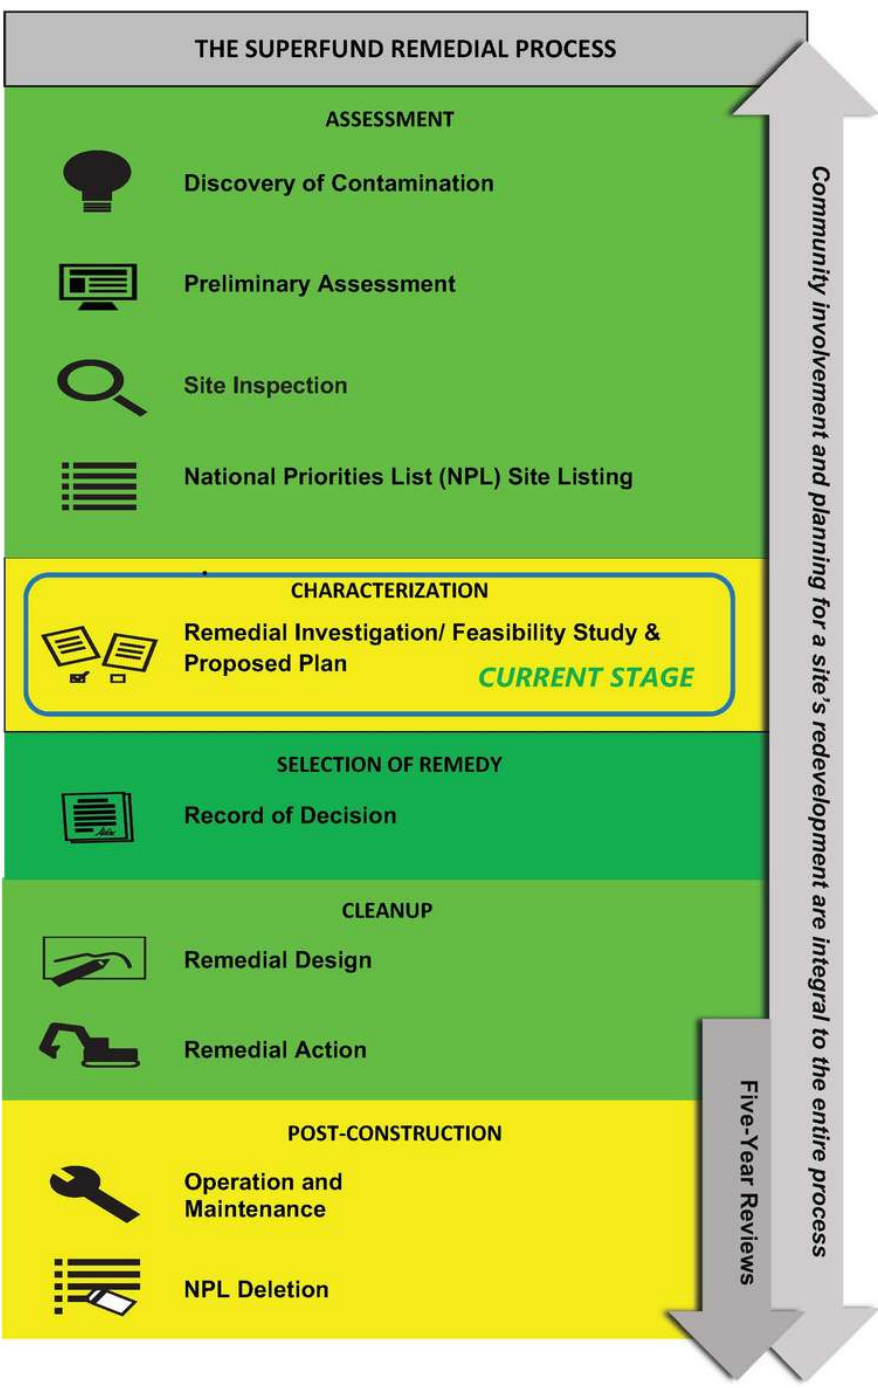 THE SUPERFUND REMEDIAL PROCESS
ASSESSMENT
Discovery of Contamination
Preliminary Assessment
Site Inspection
National Priorities List (NPL) Site Listing
CHARACTERIZATION
Remedial Investigation/ Feasibility Study &
Proposed Plan
CURRENT STAGE
SELECTION OF REMEDY
Record of Decision
CLEANUP
Remedial Design
Remedial Action
POST-CONSTRUCTION
Operation and
Maintenance
NPL Deletion
Five-Year Reviews
Community involvement and planning for a site's redevelopment are integral to the entire process